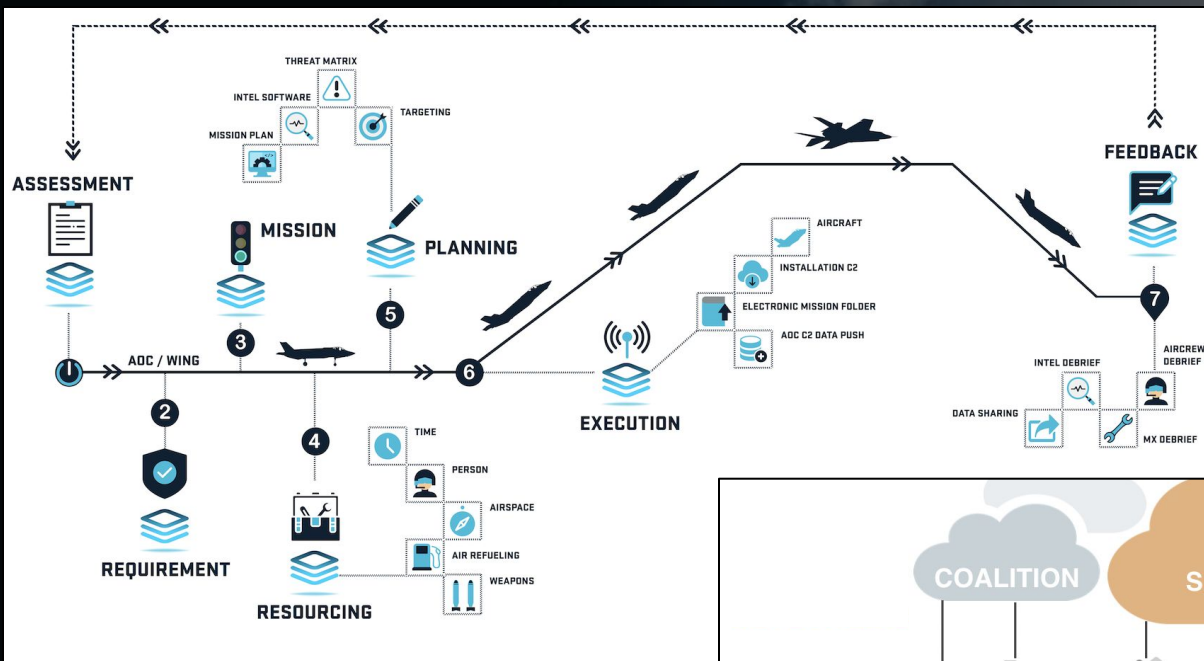 THREAT MATRIX
INTEL SOFTWARE
TARGETING
MISSION PLAN
ASSESSMENT
MISSION
PLANNING
FEEDBACK
AIRCRAFT
INSTALLATION C2
ELECTRONIC MISSION FOLDER
AOC C2 DATA PUSH
5
3
7
AOC / WING
6
2
4
EXECUTION
AIRCREW
DEBRIEF
INTEL DEBRIEF
DATA SHARING
MX DEBRIEF
TIME
PERSON
AIRSPACE
AIR REFUELING
WEAPONS
REQUIREMENT
RESOURCING
COALITION
S